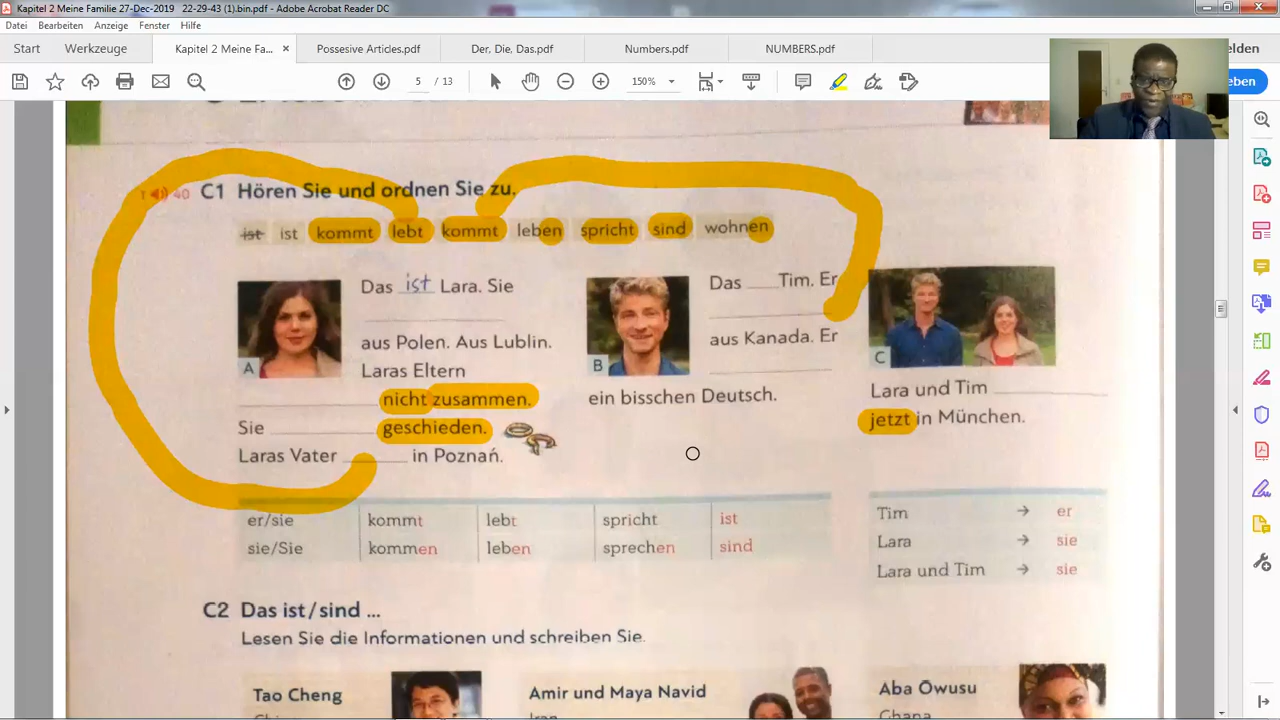 Kapitel 2 Meine Familie 27-Dec-2019 22-29-43 (1).bin.pdf - Adobe Acrobat Reader DC
Datei Bearbeiten Anzeige Fenster Hilfe
Start Werkzeuge Kapitel 2 Meine Fa... × Possesive Articles.pdf Der, Die, Das.pdf Numbers.pdf NUMBERS.pdf
5 / 13 150%
40 C1 Hören Sie und ordnen Sie zu.
ist ist kommt lebt kommt leben spricht sind wohnen
Das ist Lara. Sie
aus Polen. Aus Lublin.
Laras Eltern
nicht zusammen.
Sie geschieden.
Laras Vater in Poznań.
A
Das Tim. Er
aus Kanada. Er
B
ein bisschen Deutsch.
C
Lara und Tim
jetzt in München.
er/sie kommt lebt spricht ist
sie/Sie kommen leben sprechen sind
Tim → er
Lara → sie
Lara und Tim → sie
C2 Das ist/sind ...
Lesen Sie die Informationen und schreiben Sie.
Tao Cheng
Amir und Maya Navid
Iran
Aba Ōwusu
Ghana